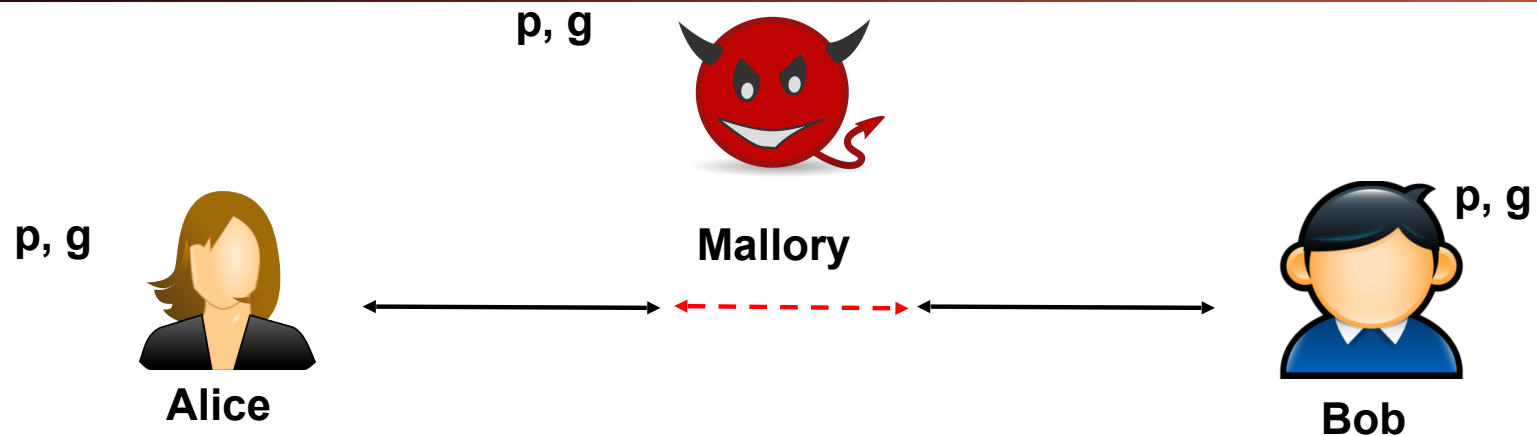 p, g
p, g
p, g
Mallory
Alice
Bob